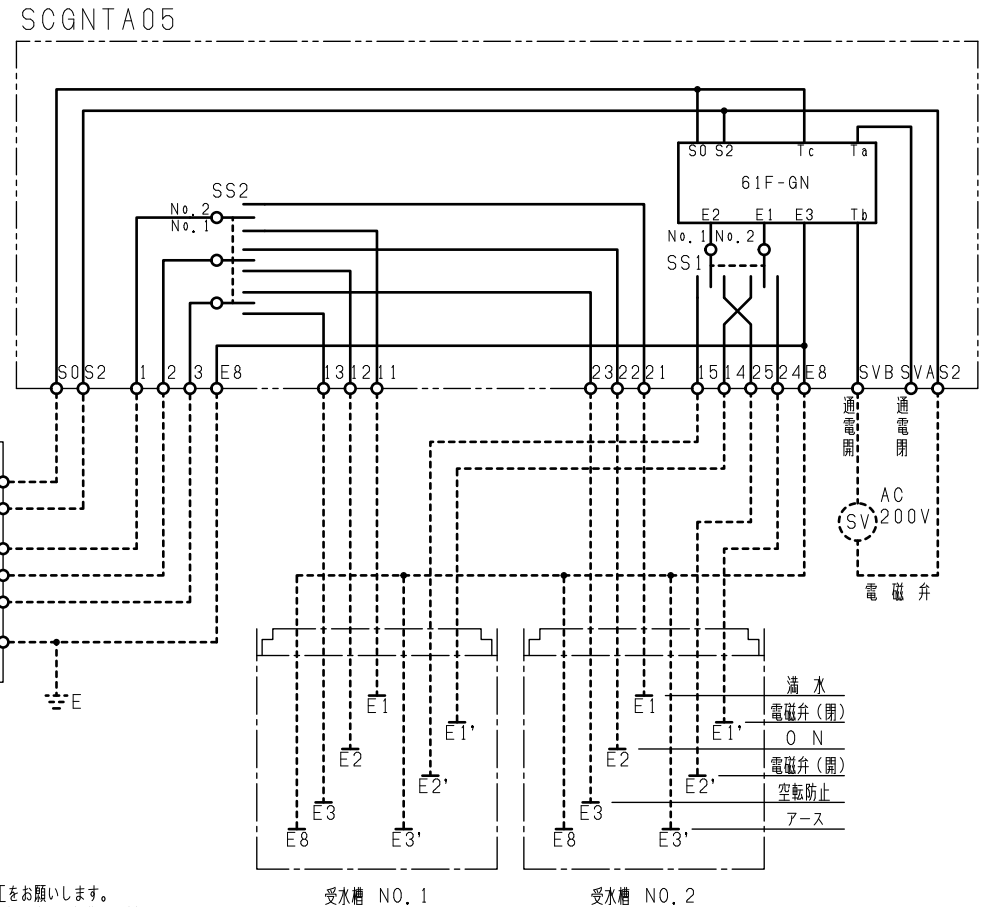 SCGNTA05
S0 S2 Tc Ta
61F-GN
E2 E1 E3 Tb
SS2
No. 2
No. 1
No. 1 No. 2
SS1
S0 S2 1 2 3 E8 13 12 11 23 22 21 15 14 25 24 E8 SVB SVA S2
通電開
通電閉
AC
200V
SV
電磁弁
E
E1
E1'
E2
E2'
E3
E8
E3'
E1
E1'
E2
E2'
E3
E8
E3'
満水
電磁弁(閉)
ON
電磁弁(開)
空転防止
アース
工をお願いします。
受水槽 NO. 1
受水槽 NO. 2